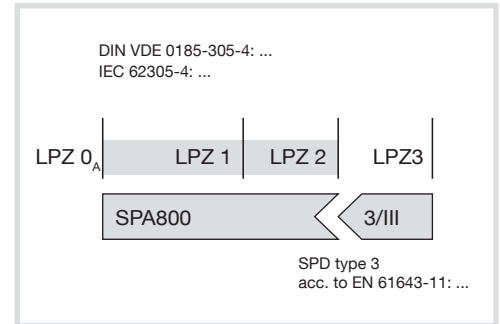 DIN VDE 0185-305-4: ...
IEC 62305-4: ...
LPZ 0A LPZ 1 LPZ 2 LPZ3
SPA800 3/III
SPD type 3
acc. to EN 61643-11: ...